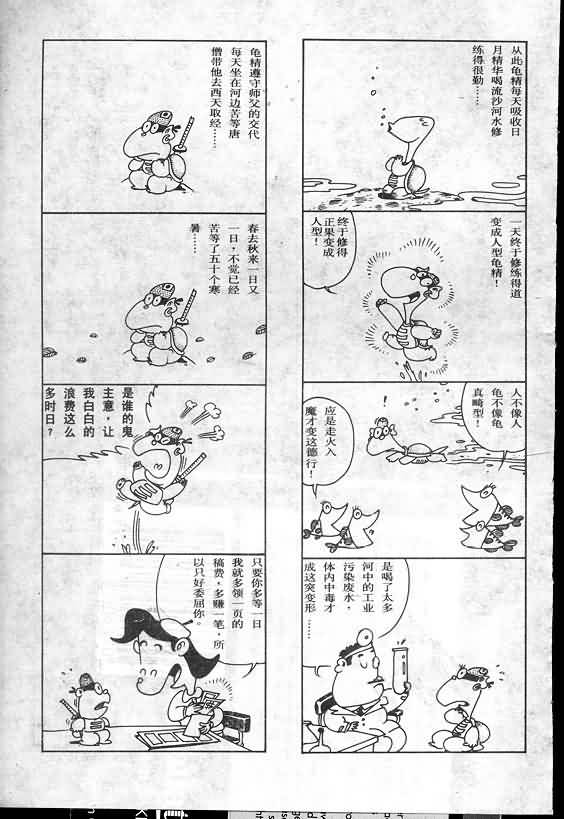 从此龟精每天吸收日
月精华喝流沙河水修
练得很勤……
一天终于修练得道
变成人型龟精！
终于修得
正果变成
人型！
人不像人
龟不像龟
真畸型！
应是走火入
魔才变这德行！
是喝了太多
河中的工业
污染废水，
体内中毒才
成这突变形
……
龟精遵守师父的交代
每天坐在河边苦等唐
僧带他去西天取经……
春去秋来一日又
一日，不觉已经
苦等了五十个寒
暑……
是谁的鬼
主意，让
我白白的
浪费这么
多时日？
只要你多等一日
我就多领一页的
稿费，多赚一笔，所
以只好委屈你。